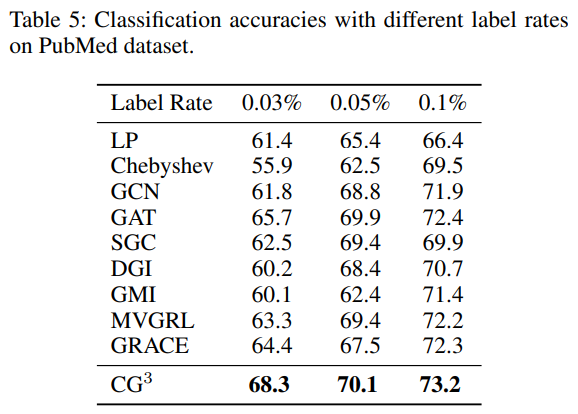 Table 5: Classification accuracies with different label rates
on PubMed dataset.
Label Rate 0.03% 0.05% 0.1%
LP 61.4 65.4 66.4
Chebyshev 55.9 62.5 69.5
GCN 61.8 68.8 71.9
GAT 65.7 69.9 72.4
SGC 62.5 69.4 69.9
DGI 60.2 68.4 70.7
GMI 60.1 62.4 71.4
MVGRL 63.3 69.4 72.2
GRACE 64.4 67.5 72.3
CG³ 68.3 70.1 73.2